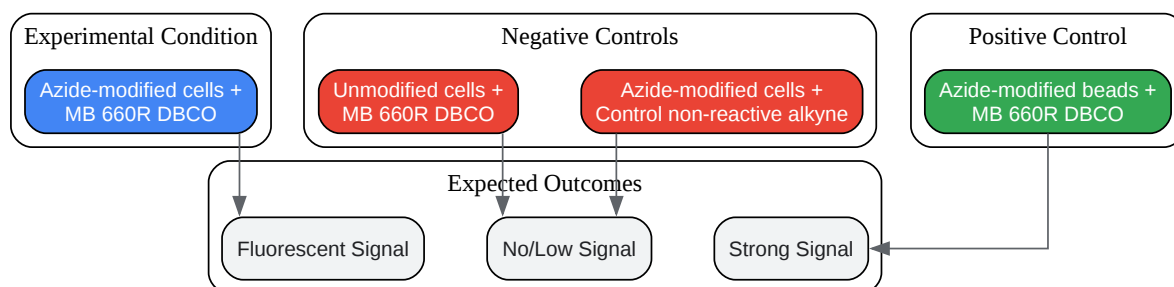 Experimental Condition
Negative Controls
Positive Control
Azide-modified cells +
MB 660R DBCO
Unmodified cells +
MB 660R DBCO
Azide-modified cells +
Control non-reactive alkyne
Azide-modified beads +
MB 660R DBCO
Expected Outcomes
Fluorescent Signal
No/Low Signal
Strong Signal